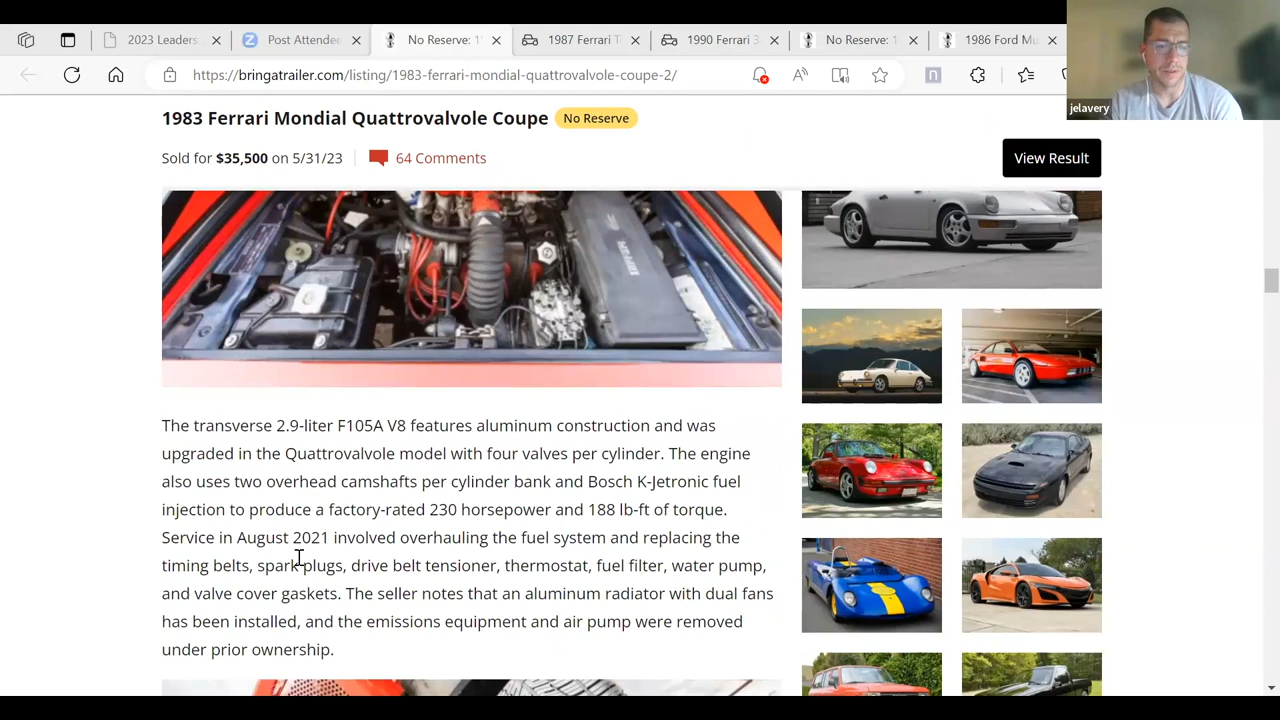 2023 Leaders
Post Attende
No Reserve: 1
1987 Ferrari T
1990 Ferrari 3
No Reserve: 1
1986 Ford Mu
https://bringatrailer.com/listing/1983-ferrari-mondial-quattrovalvole-coupe-2/
jelavery
1983 Ferrari Mondial Quattrovalvole Coupe No Reserve
Sold for $35,500 on 5/31/23 64 Comments
View Result
The transverse 2.9-liter F105A V8 features aluminum construction and was
upgraded in the Quattrovalvole model with four valves per cylinder. The engine
also uses two overhead camshafts per cylinder bank and Bosch K-Jetronic fuel
injection to produce a factory-rated 230 horsepower and 188 lb-ft of torque.
Service in August 2021 involved overhauling the fuel system and replacing the
timing belts, spark plugs, drive belt tensioner, thermostat, fuel filter, water pump,
and valve cover gaskets. The seller notes that an aluminum radiator with dual fans
has been installed, and the emissions equipment and air pump were removed
under prior ownership.